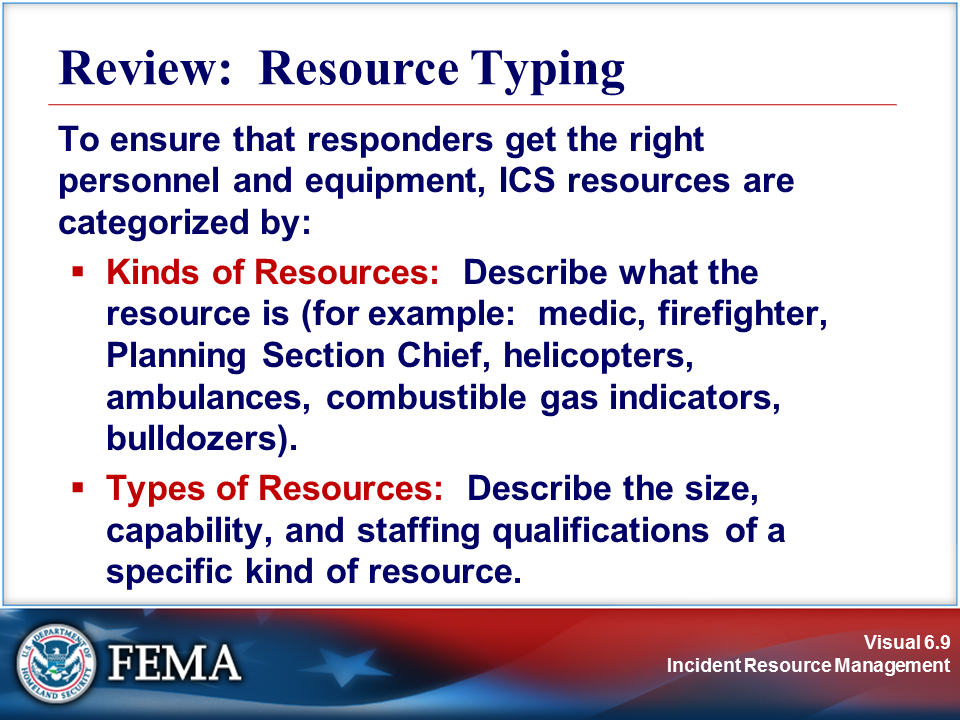 Review:  Resource Typing
To ensure that responders get the right
personnel and equipment, ICS resources are
categorized by:
▪ Kinds of Resources:  Describe what the
resource is (for example:  medic, firefighter,
Planning Section Chief, helicopters,
ambulances, combustible gas indicators,
bulldozers).
▪ Types of Resources:  Describe the size,
capability, and staffing qualifications of a
specific kind of resource.
U.S. DEPARTMENT OF
HOMELAND SECURITY
FEMA
Visual 6.9
Incident Resource Management